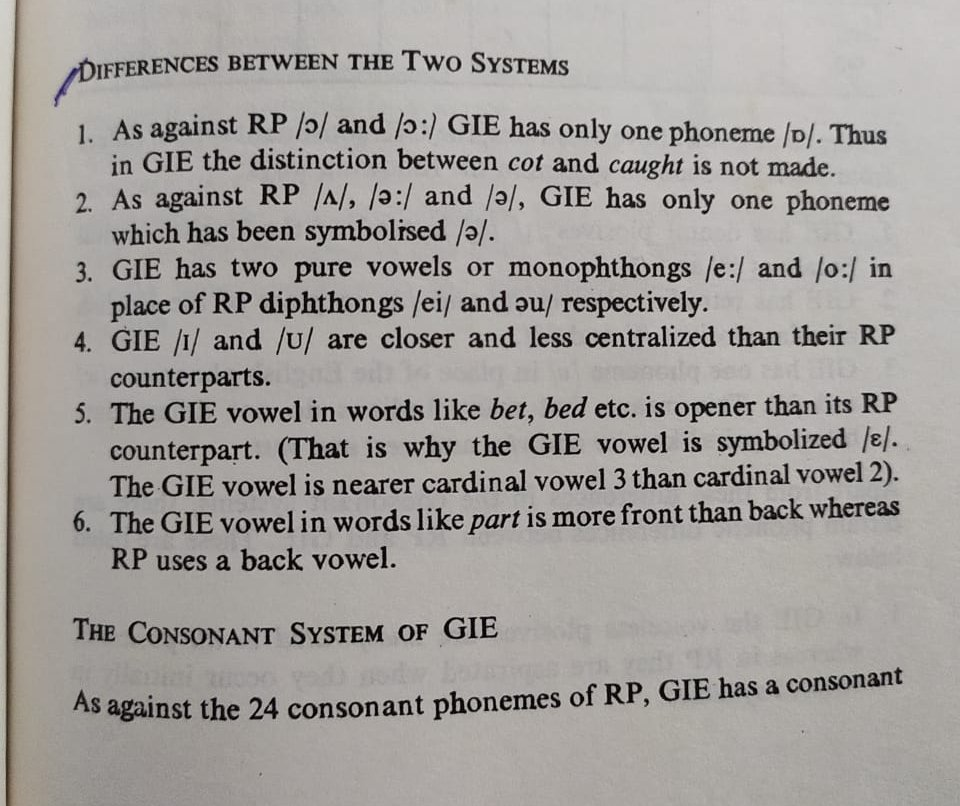 DIFFERENCES BETWEEN THE TWO SYSTEMS
1. As against RP /ɔ/ and /ɔ:/ GIE has only one phoneme /ɒ/. Thus
in GIE the distinction between cot and caught is not made.
2. As against RP /ʌ/, /ə:/ and /ə/, GIE has only one phoneme
which has been symbolised /ə/.
3. GIE has two pure vowels or monophthongs /e:/ and /o:/ in
place of RP diphthongs /ei/ and əu/ respectively.
4. GIE /ɪ/ and /ʊ/ are closer and less centralized than their RP
counterparts.
5. The GIE vowel in words like bet, bed etc. is opener than its RP
counterpart. (That is why the GIE vowel is symbolized /ɛ/.
The GIE vowel is nearer cardinal vowel 3 than cardinal vowel 2).
6. The GIE vowel in words like part is more front than back whereas
RP uses a back vowel.
THE CONSONANT SYSTEM OF GIE
As against the 24 consonant phonemes of RP, GIE has a consonant